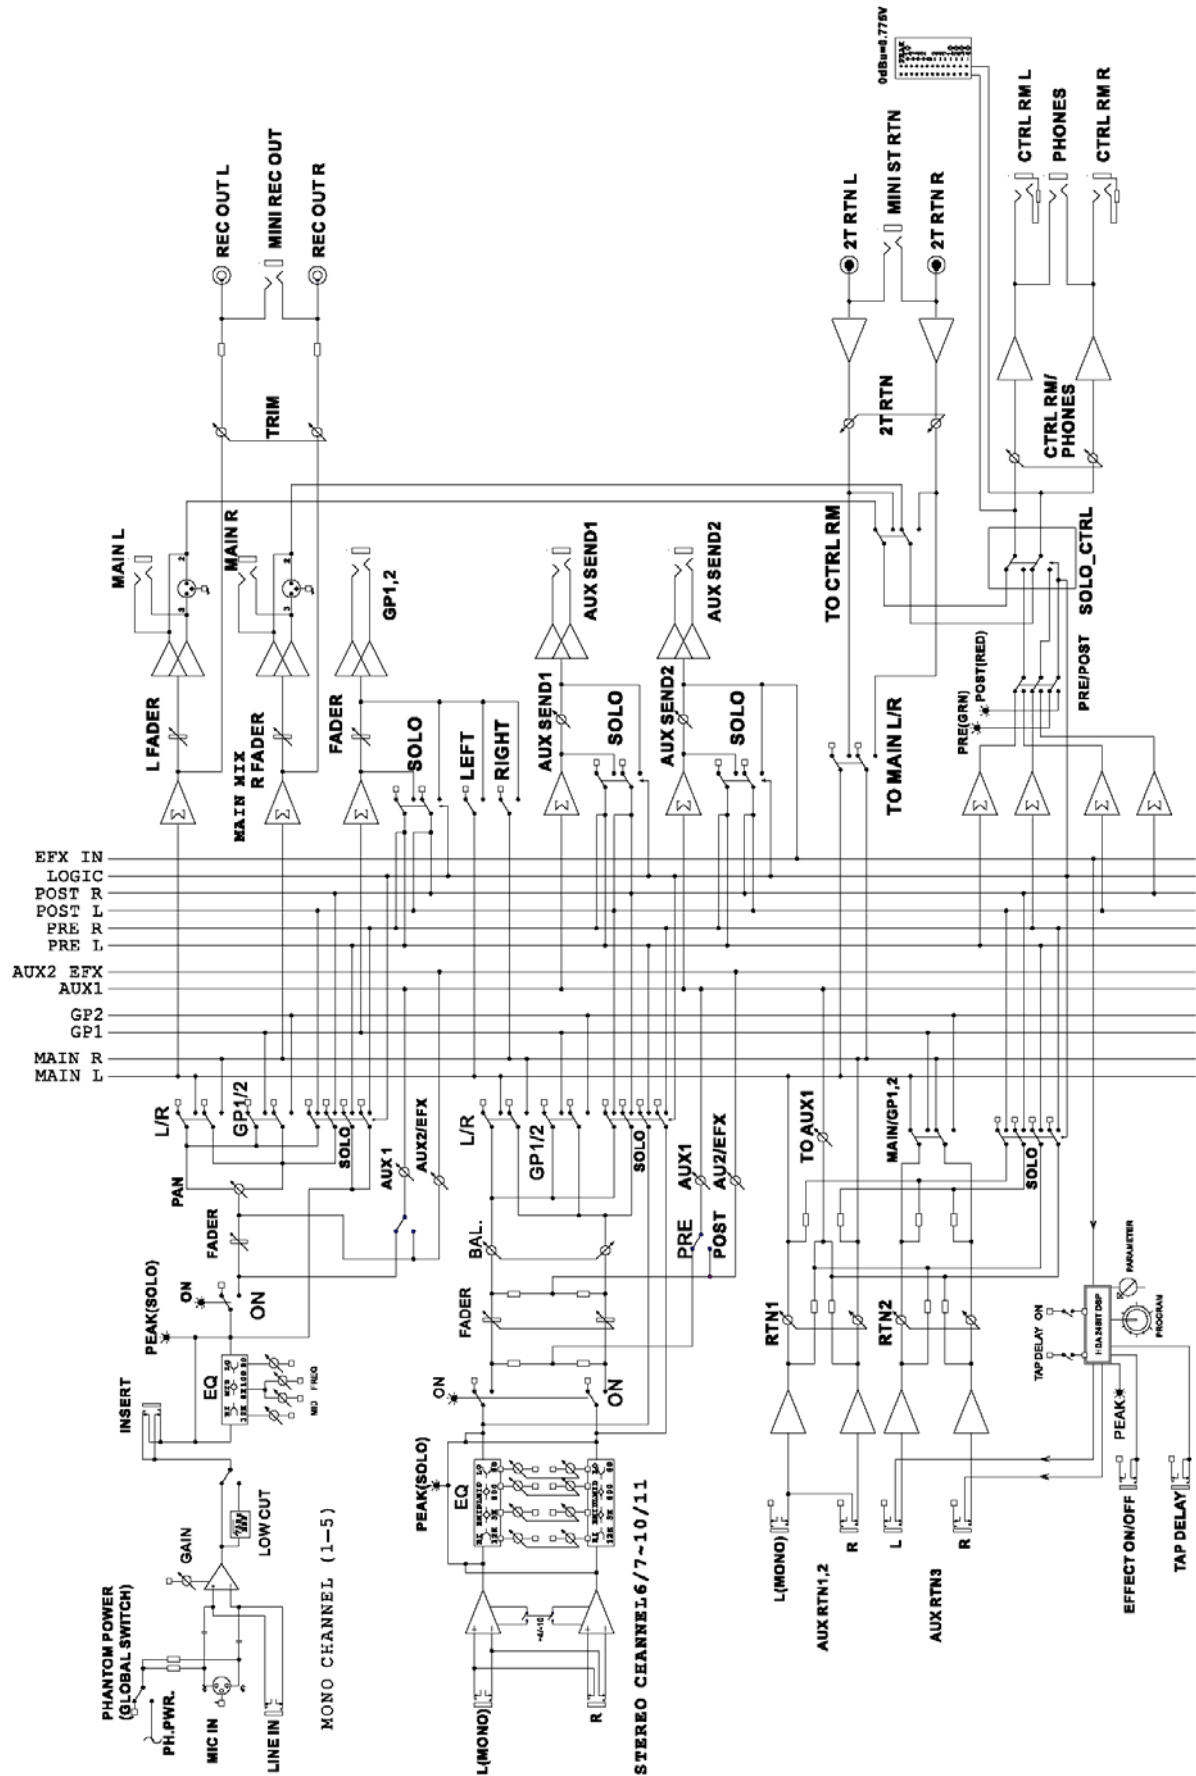 0dBu=0.775V
PEAK
CTRL RM L
PHONES
CTRL RM R
REC OUT L
MINI REC OUT
REC OUT R
2T RTN L
MINI ST RTN
2T RTN R
TRIM
2T RTN
CTRL RM/
PHONES
MAIN L
MAIN R
GP1,2
AUX SEND1
AUX SEND2
2
3
2
3
TO CTRL RM
SOLO_CTRL
L FADER
MAIN MIX
R FADER
FADER
SOLO
LEFT
RIGHT
AUX SEND1
SOLO
AUX SEND2
SOLO
TO MAIN L/R
PRE(GRN)
POST(RED)
PRE/POST
Σ
Σ
Σ
Σ
Σ
Σ
Σ
Σ
Σ
EFX IN
LOGIC
POST R
POST L
PRE R
PRE L
AUX2 EFX
AUX1
GP2
GP1
MAIN R
MAIN L
L/R
GP1/2
SOLO
AUX1
AUX2/EFX
L/R
GP1/2
SOLO
AUX1
AU2/EFX
TO AUX1
MAIN/GP1,2
SOLO
PAN
FADER
BAL.
PRE
POST
PEAK(SOLO)
ON
ON
FADER
RTN1
RTN2
TAP DELAY
ON
PARAMETER
PROGRAM
INSERT
EQ
MID
FREQ
ON
ON
PEAK
PEAK(SOLO)
EQ
GAIN
LOW CUT
PHANTOM POWER
(GLOBAL SWITCH)
PH.PWR.
MIC IN
LINE IN
MONO CHANNEL (1-5)
+4/-10
L(MONO)
R
STEREO CHANNEL6/7~10/11
L(MONO)
R
AUX RTN1,2
L
R
AUX RTN3
EFFECT ON/OFF
TAP DELAY